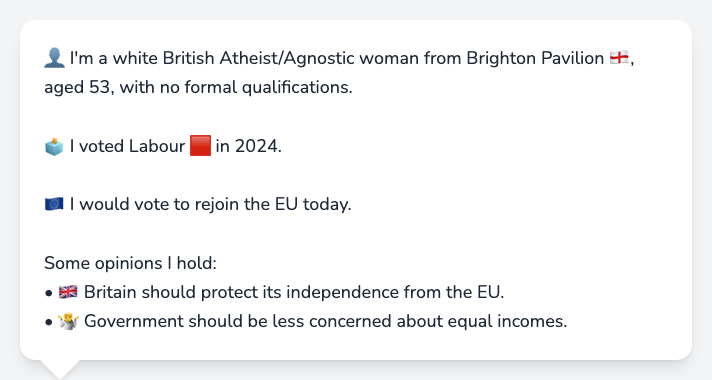 👤 I'm a white British Atheist/Agnostic woman from Brighton Pavilion 🏴󠁧󠁢󠁥󠁮󠁧󠁿,
aged 53, with no formal qualifications.
🗳️ I voted Labour 🟥 in 2024.
🇪🇺 I would vote to rejoin the EU today.
Some opinions I hold:
• 🇬🇧 Britain should protect its independence from the EU.
• 🤷 Government should be less concerned about equal incomes.